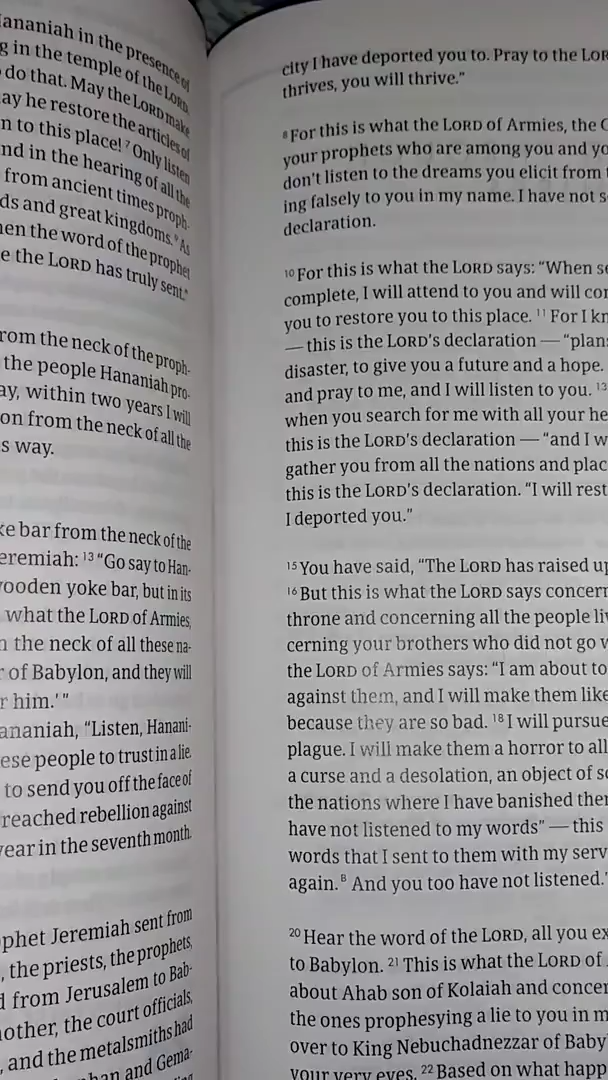 ananiah in the presence of
g in the temple of the LORD
do that. May the LORD make
ay he restore the articles of
n to this place! 7 Only listen
nd in the hearing of all the
from ancient times proph-
ds and great kingdoms. 9 As
en the word of the prophet
e the LORD has truly sent."
rom the neck of the proph-
the people Hananiah pro-
ay, within two years I will
on from the neck of all the
s way.
ke bar from the neck of the
eremiah: 13 "Go say to Han-
ooden yoke bar, but in its
what the LORD of Armies,
n the neck of all these na-
r of Babylon, and they will
r him.' "
ananiah, "Listen, Hanani-
ese people to trust in a lie.
to send you off the face of
reached rebellion against
ear in the seventh month.
phet Jeremiah sent from
, the priests, the prophets,
d from Jerusalem to Bab-
other, the court officials,
, and the metalsmiths had
han and Gema-
city I have deported you to. Pray to the LOR
thrives, you will thrive."
8 For this is what the LORD of Armies, the G
your prophets who are among you and yo
don't listen to the dreams you elicit from t
ing falsely to you in my name. I have not s
declaration.
10 For this is what the LORD says: "When se
complete, I will attend to you and will con
you to restore you to this place. 11 For I kn
— this is the LORD'S declaration — "plans
disaster, to give you a future and a hope.
and pray to me, and I will listen to you. 13
when you search for me with all your he
this is the LORD'S declaration — "and I w
gather you from all the nations and plac
this is the LORD'S declaration. "I will rest
I deported you."
15 You have said, "The LORD has raised up
16 But this is what the LORD says concern
throne and concerning all the people liv
cerning your brothers who did not go w
the LORD of Armies says: "I am about to
against them, and I will make them like
because they are so bad. 18 I will pursue
plague. I will make them a horror to all
a curse and a desolation, an object of sc
the nations where I have banished then
have not listened to my words" — this
words that I sent to them with my serv
again. B And you too have not listened."
20 Hear the word of the LORD, all you ex
to Babylon. 21 This is what the LORD of
about Ahab son of Kolaiah and concer
the ones prophesying a lie to you in m
over to King Nebuchadnezzar of Baby
your very eyes. 22 Based on what happ